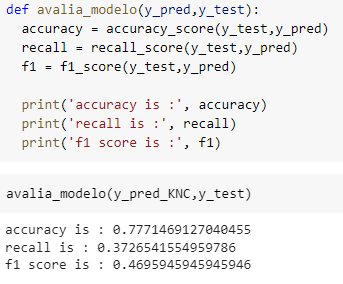 def avalia_modelo(y_pred,y_test):
  accuracy = accuracy_score(y_test,y_pred)
  recall = recall_score(y_test,y_pred)
  f1 = f1_score(y_test,y_pred)
  print('accuracy is :', accuracy)
  print('recall is :', recall)
  print('f1 score is :', f1)
avalia_modelo(y_pred_KNC,y_test)
accuracy is : 0.7771469127040455
recall is : 0.3726541554959786
f1 score is : 0.4695945945945946